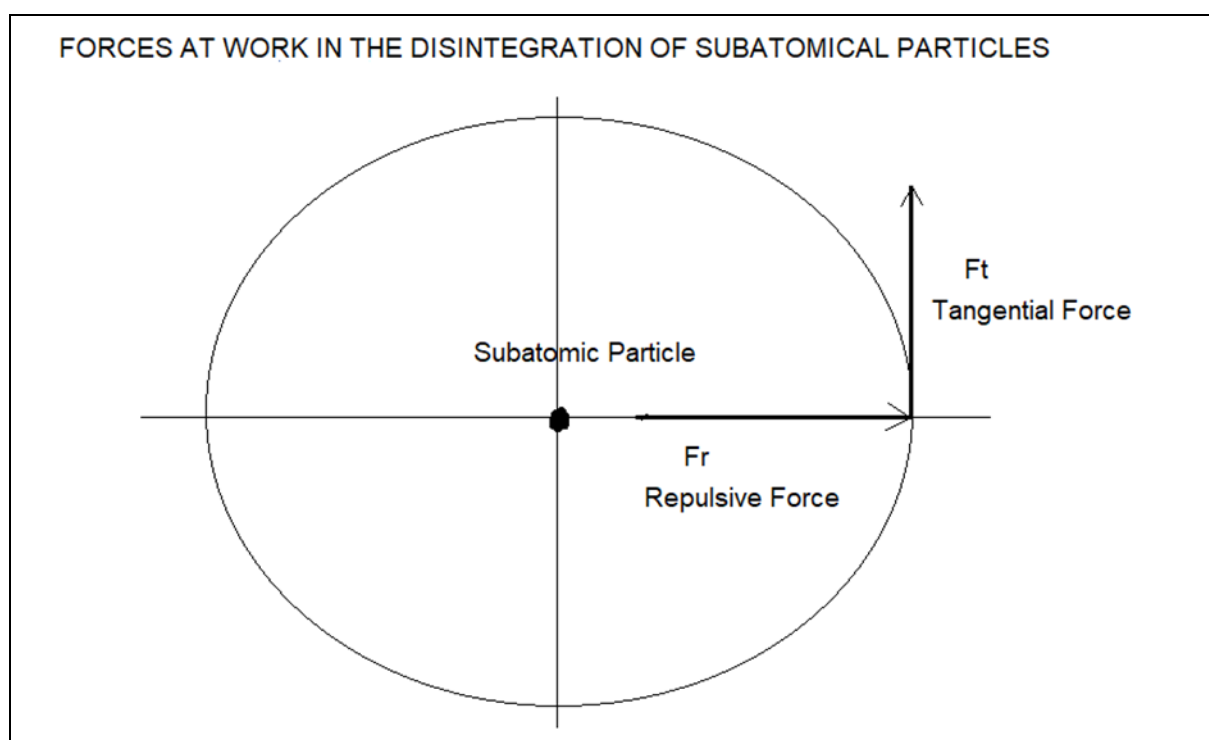 FORCES AT WORK IN THE DISINTEGRATION OF SUBATOMICAL PARTICLES
Ft
Tangential Force
Subatomic Particle
Fr
Repulsive Force